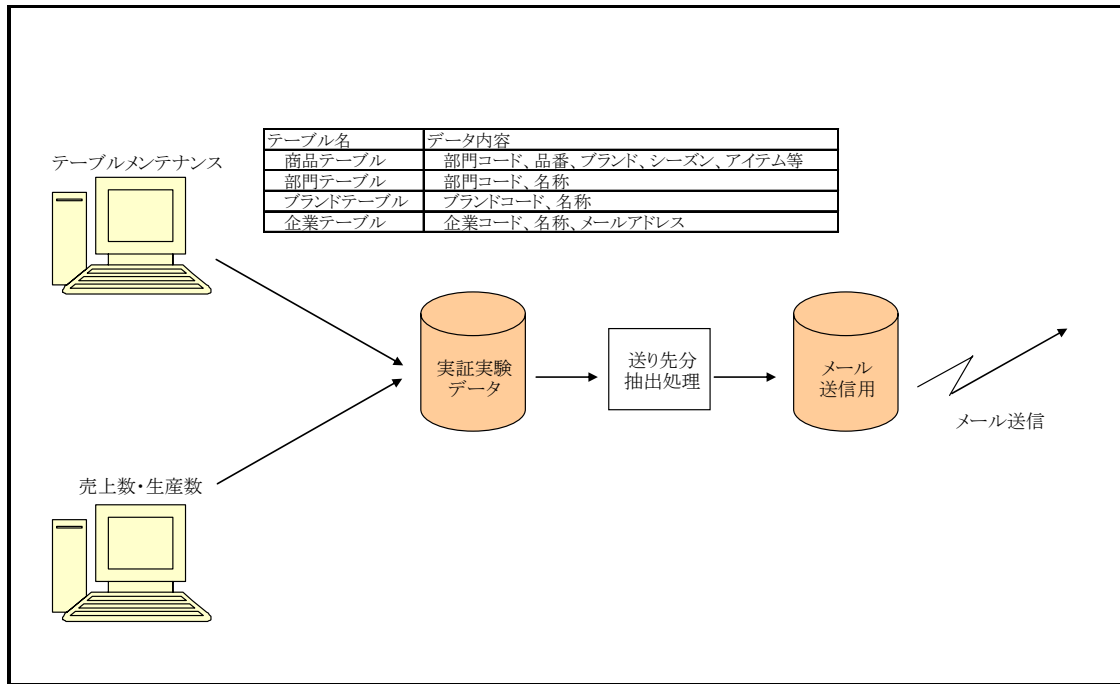 テーブル名 データ内容
テーブルメンテナンス
商品テーブル 部門コード、品番、ブランド、シーズン、アイテム等
部門テーブル 部門コード、名称
ブランドテーブル ブランドコード、名称
企業テーブル 企業コード、名称、メールアドレス
実証実験
データ
送り先分
抽出処理
メール
送信用
メール送信
売上数・生産数